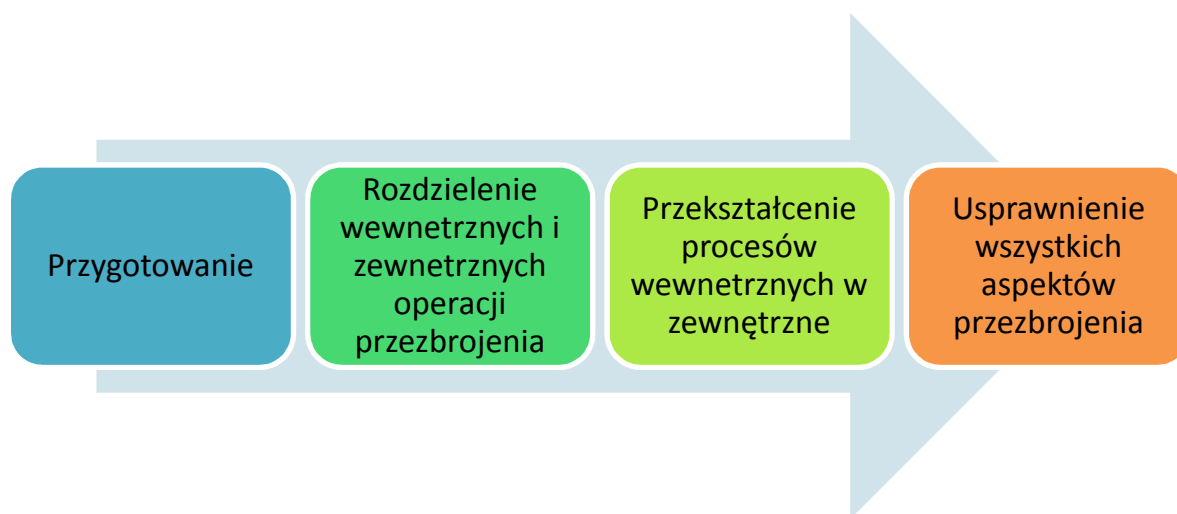 Przygotowanie
Rozdzielenie
wewnetrznych i
zewnetrznych
operacji
przezbrojenia
Przekształcenie
procesów
wewnetrznych w
zewnętrzne
Usprawnienie
wszystkich
aspektów
przezbrojenia